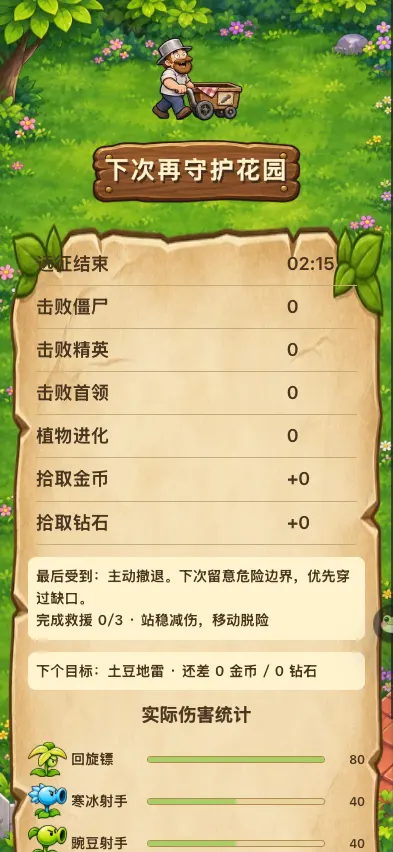 下次再守护花园
远征结束 02:15
击败僵尸 0
击败精英 0
击败首领 0
植物进化 0
拾取金币 +0
拾取钻石 +0
最后受到：主动撤退。下次留意危险边界，优先穿
过缺口。
完成救援 0/3 · 站稳减伤，移动脱险
下个目标：土豆地雷 · 还差 0 金币 / 0 钻石
实际伤害统计
回旋镖 80
寒冰射手 40
豌豆射手 40